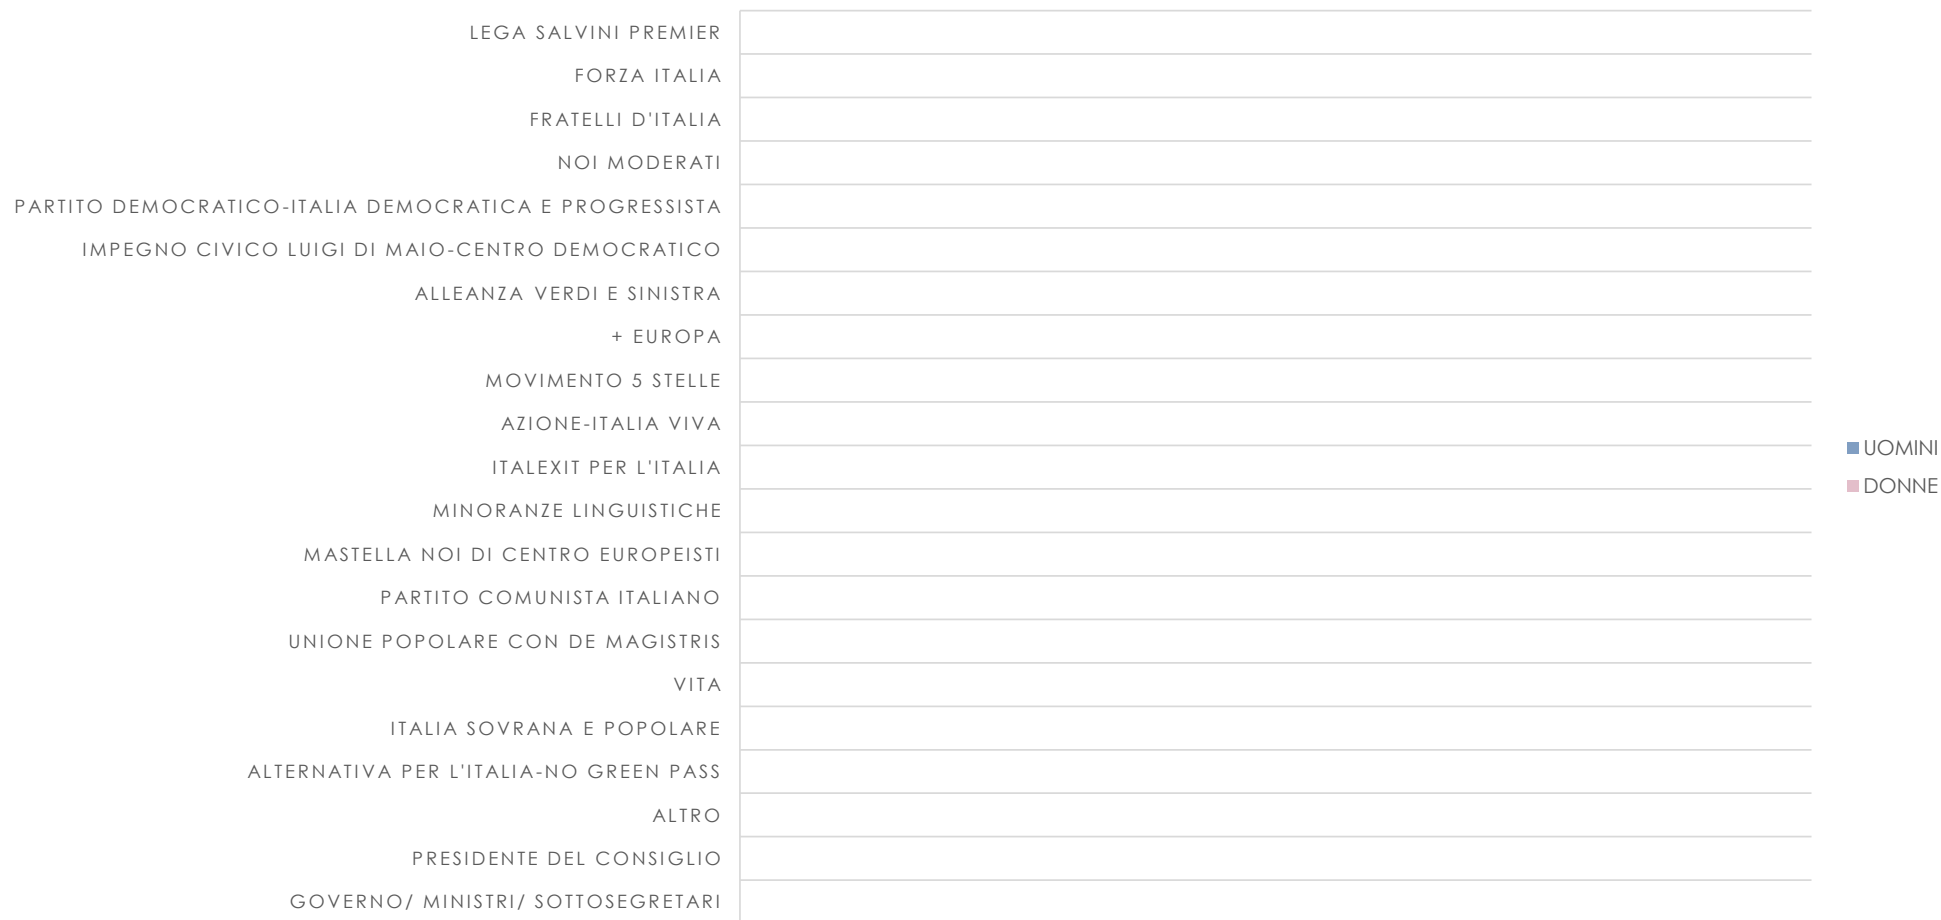 LEGA SALVINI PREMIER
FORZA ITALIA
FRATELLI D'ITALIA
NOI MODERATI
PARTITO DEMOCRATICO-ITALIA DEMOCRATICA E PROGRESSISTA
IMPEGNO CIVICO LUIGI DI MAIO-CENTRO DEMOCRATICO
ALLEANZA VERDI E SINISTRA
+ EUROPA
MOVIMENTO 5 STELLE
AZIONE-ITALIA VIVA
ITALEXIT PER L'ITALIA
MINORANZE LINGUISTICHE
MASTELLA NOI DI CENTRO EUROPEISTI
PARTITO COMUNISTA ITALIANO
UNIONE POPOLARE CON DE MAGISTRIS
VITA
ITALIA SOVRANA E POPOLARE
ALTERNATIVA PER L'ITALIA-NO GREEN PASS
ALTRO
PRESIDENTE DEL CONSIGLIO
GOVERNO/ MINISTRI/ SOTTOSEGRETARI
UOMINI
DONNE